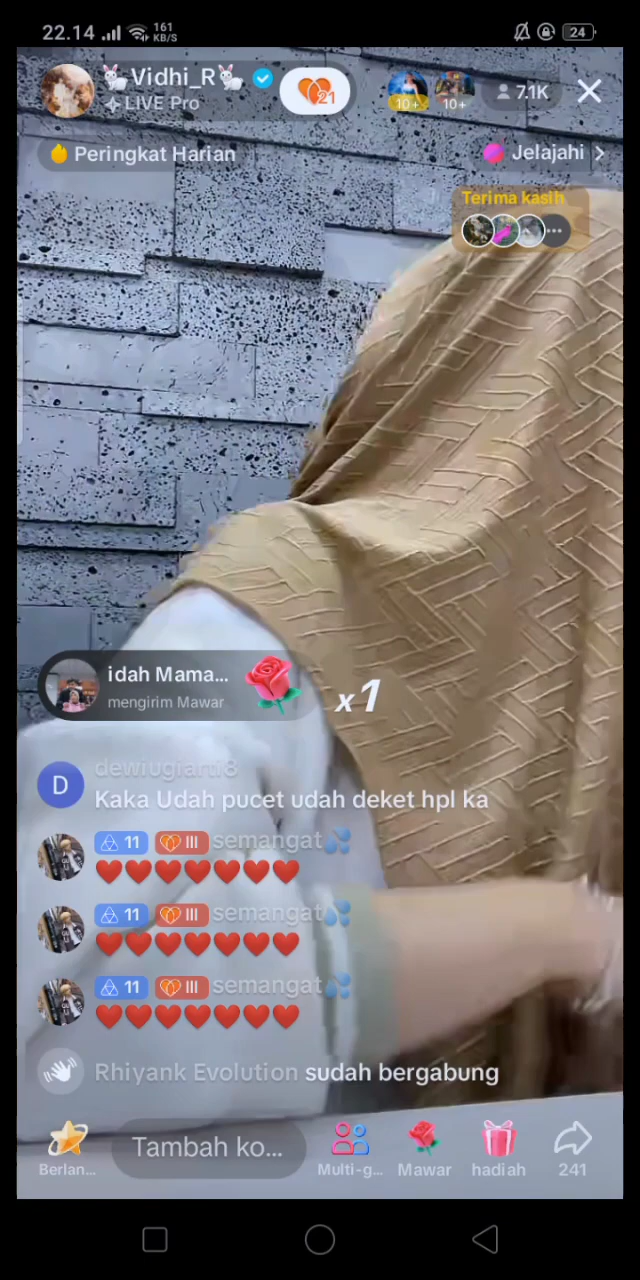 22.14
161
KB/S
24
Vidhi_R
LIVE Pro
21
10+
10+
7.1K
Peringkat Harian
Jelajahi
Terima kasih
idah Mama...
mengirim Mawar
x1
D
dewiugiarti8
Kaka Udah pucet udah deket hpl ka
11 III semangat
11 III semangat
11 III semangat
Rhiyank Evolution sudah bergabung
Berlan...
Tambah ko...
Multi-g...
Mawar
hadiah
241